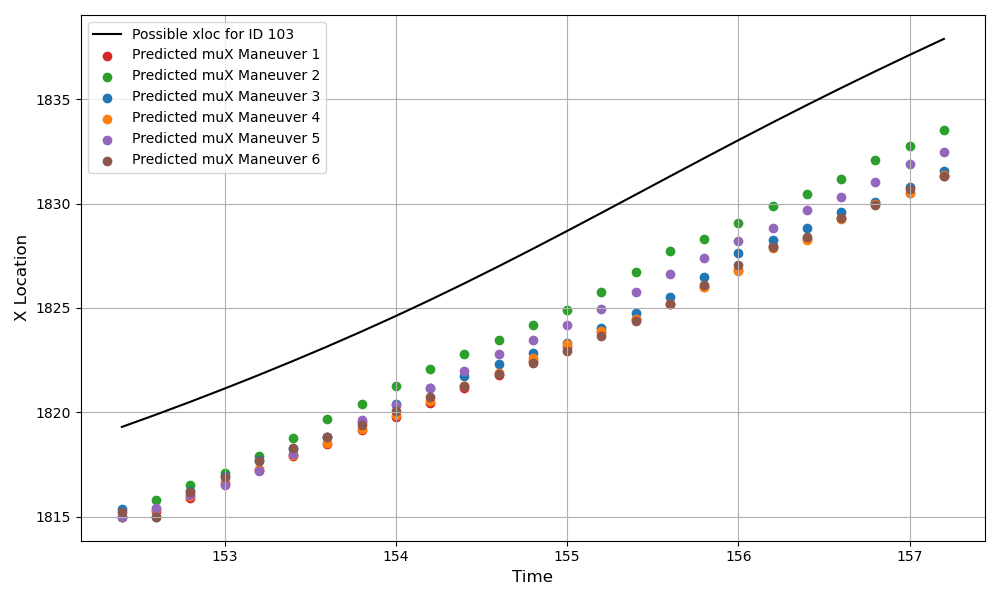 Possible xloc for ID 103
Predicted muX Maneuver 1
Predicted muX Maneuver 2
Predicted muX Maneuver 3
Predicted muX Maneuver 4
Predicted muX Maneuver 5
Predicted muX Maneuver 6
1835
1830
1825
1820
1815
X Location
153 154 155 156 157
Time